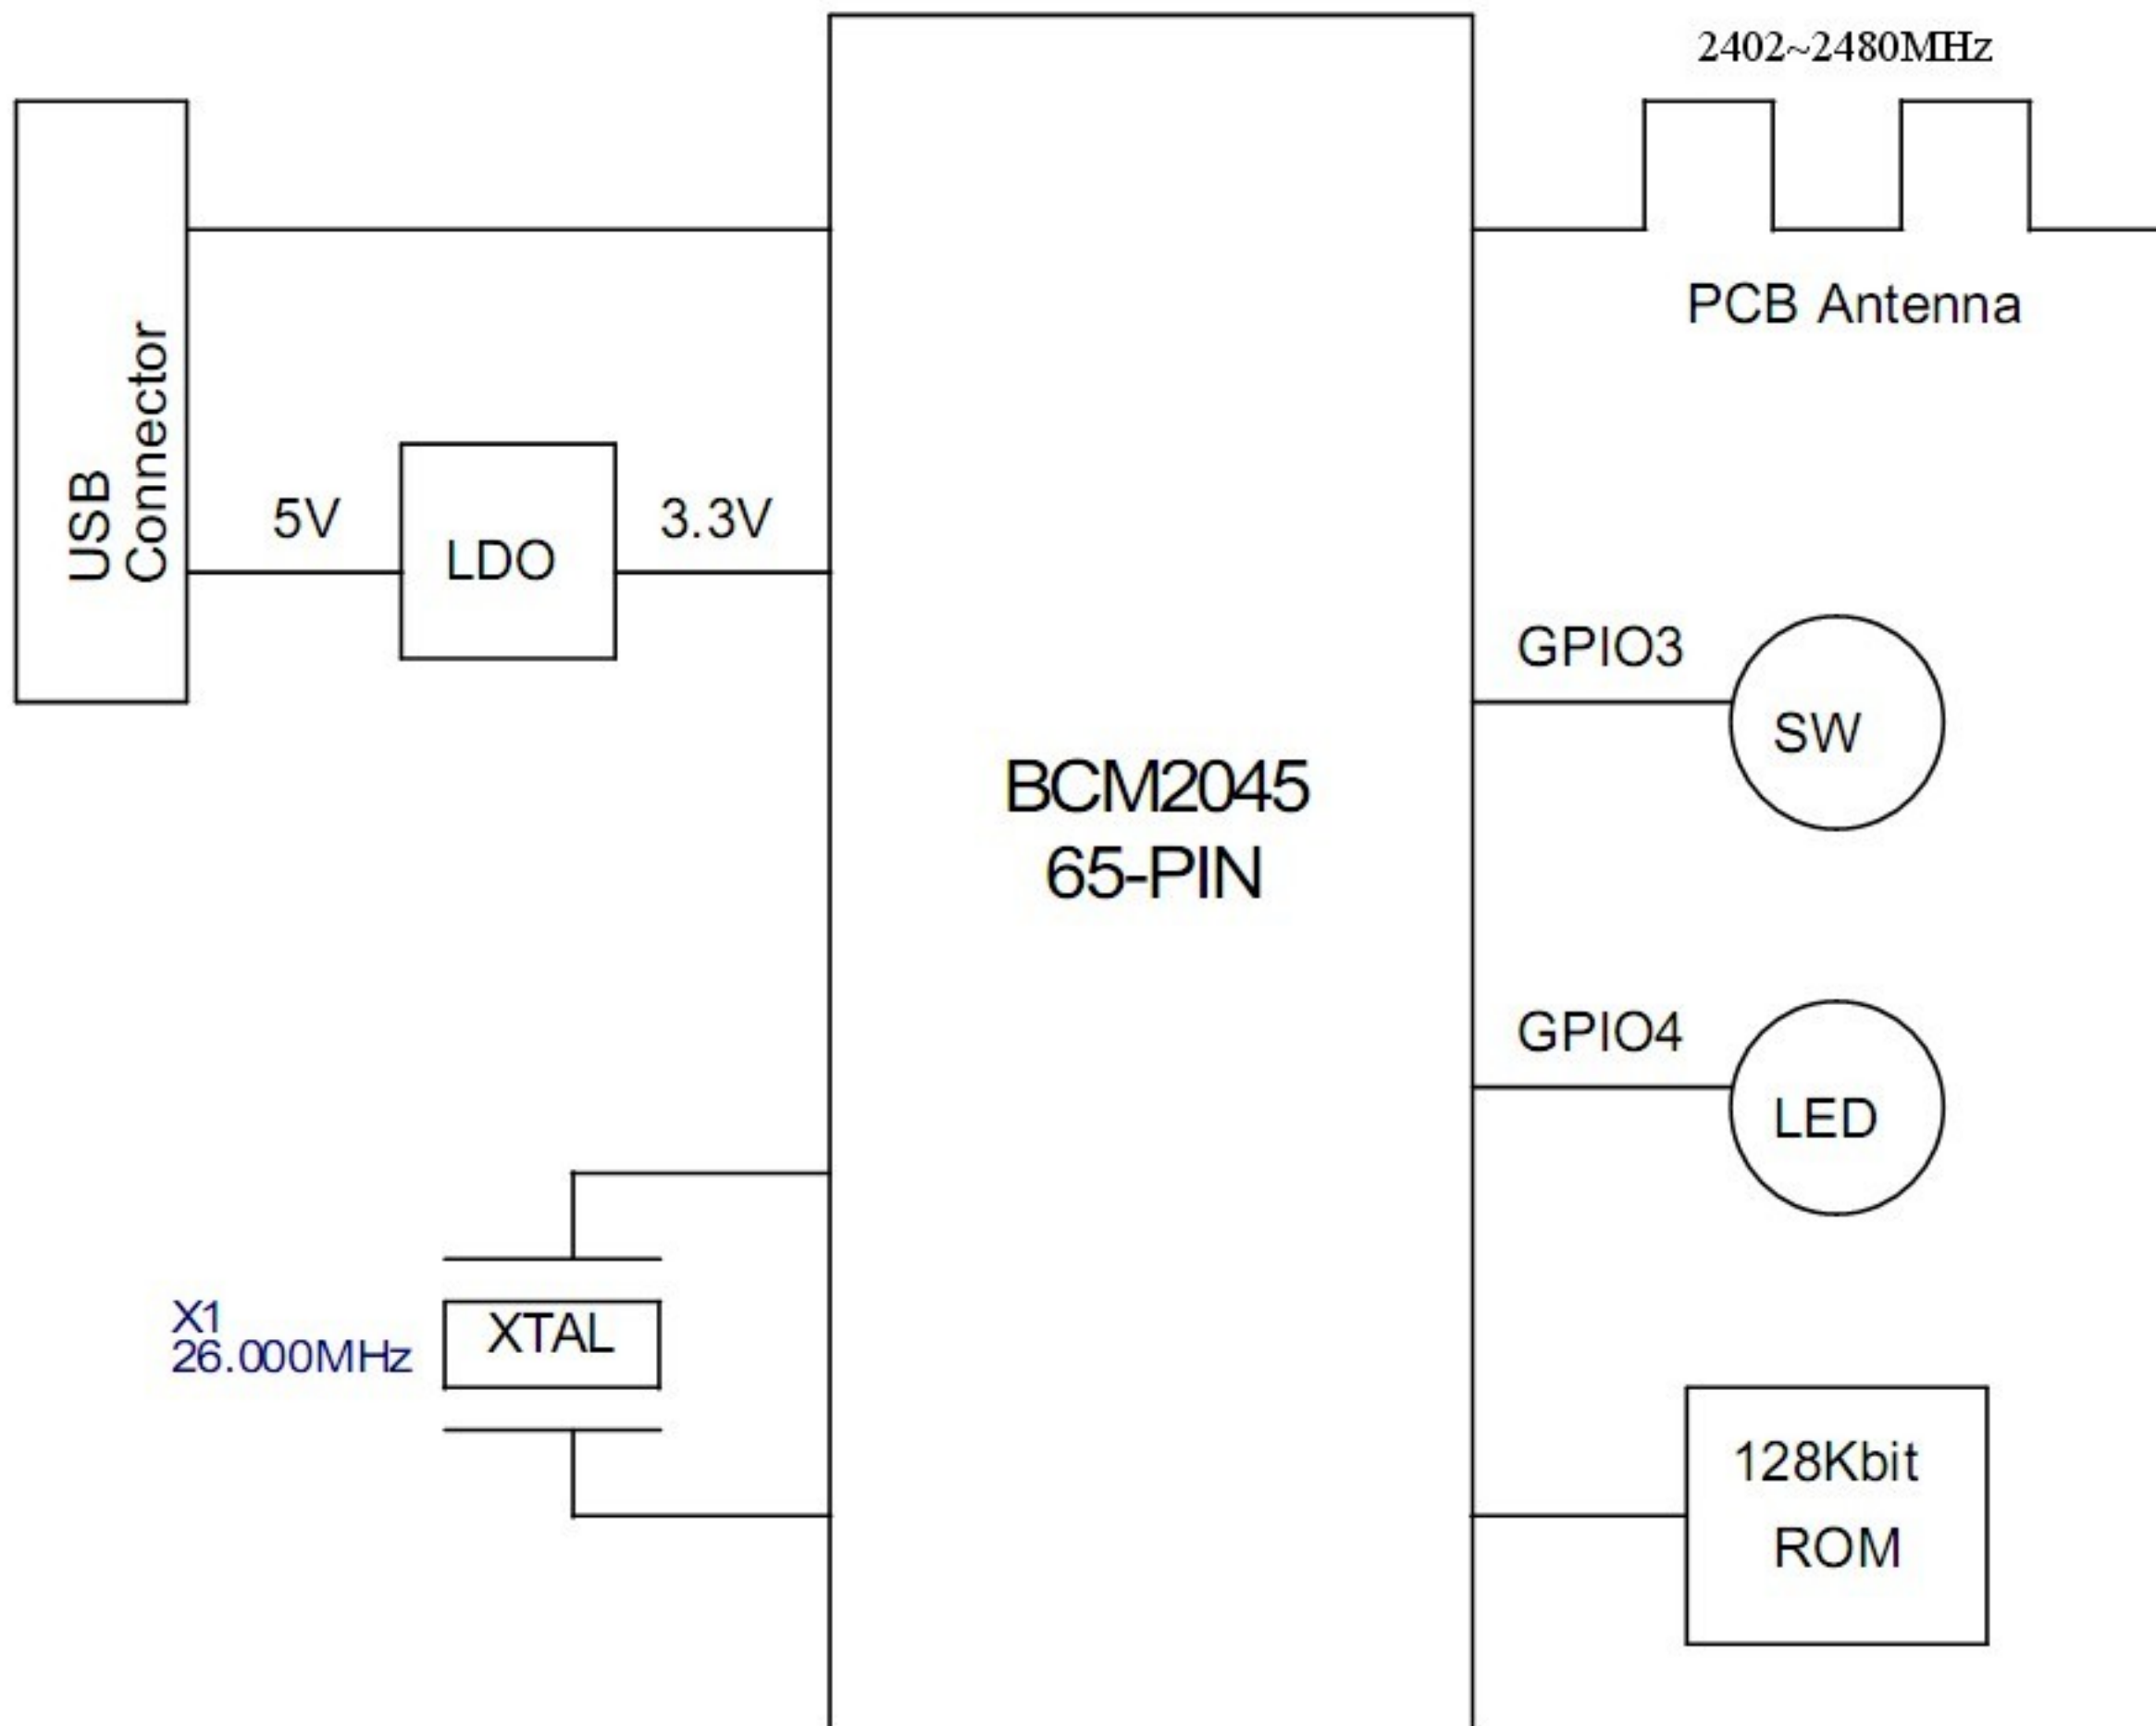 2402~2480MHz
PCB Antenna
USB
Connector
5V
LDO
3.3V
GPIO3
SW
BCM2045
65-PIN
GPIO4
LED
X1
26.000MHz
XTAL
128Kbit
ROM